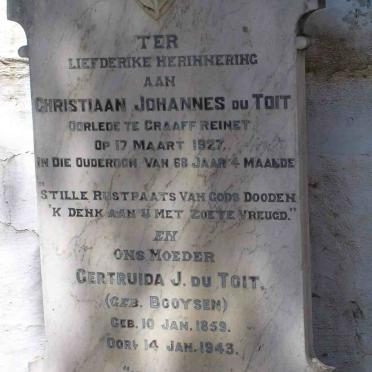 TER
LIEFDERIKE HERINNERING
AAN
CHRISTIAAN JOHANNES DU TOIT
OORLEDE TE GRAAFF REINET
OP 17 MAART 1927.
IN DIE OUDERDOM VAN 68 JAAR 4 MAANDE
"STILLE RUSTPAATS VAN GODS DOODEN
'K DENK AAN U MET ZOETE VREUGD."
EN
ONS MOEDER
GERTRUIDA J. DU TOIT.
(GEB. BOOYSEN)
GEB. 10 JAN. 1859.
OORL 14 JAN. 1943.